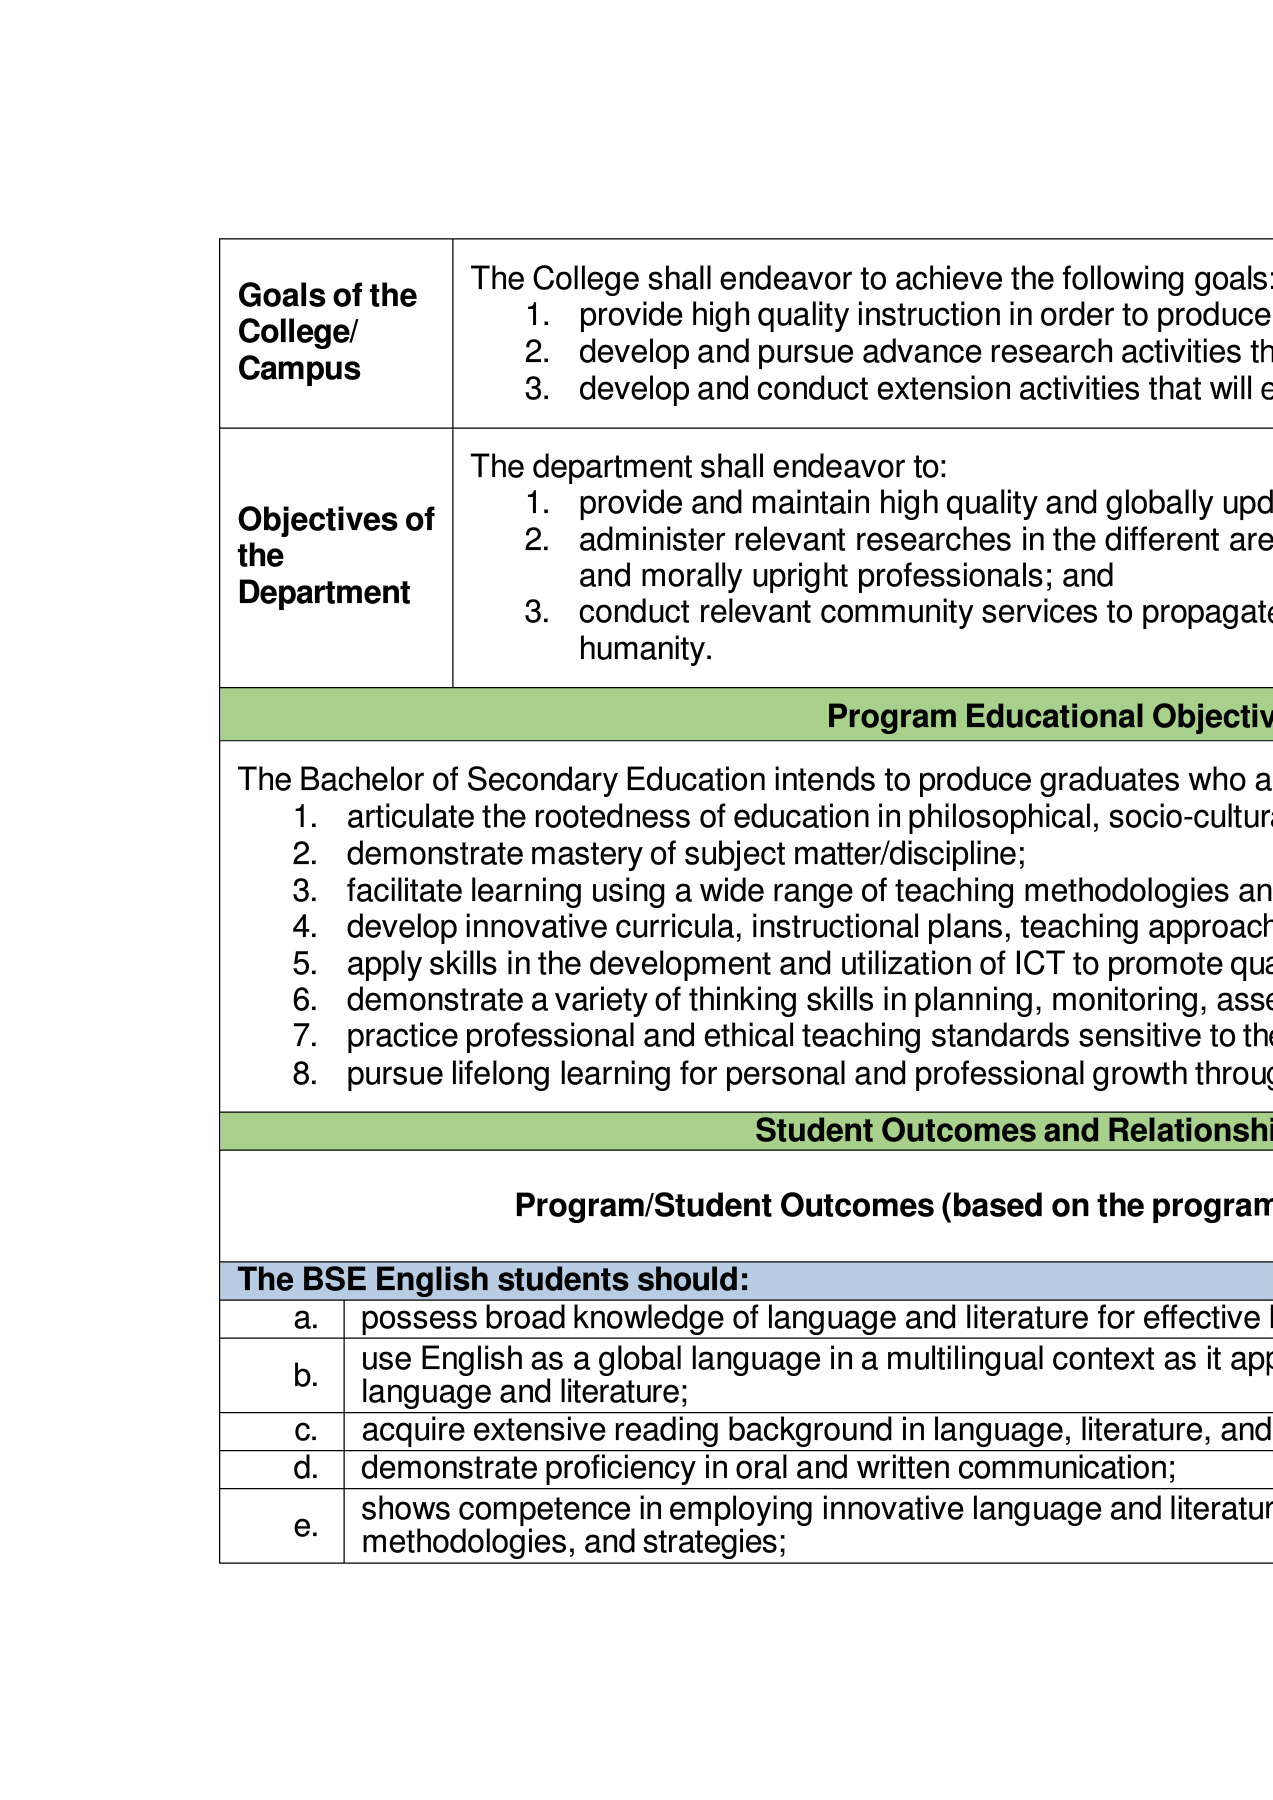 Goals of the
College/
Campus
The College shall endeavor to achieve the following goals:
1. provide high quality instruction in order to produce
2. develop and pursue advance research activities th
3. develop and conduct extension activities that will e
Objectives of
the
Department
The department shall endeavor to:
1. provide and maintain high quality and globally upd
2. administer relevant researches in the different are
and morally upright professionals; and
3. conduct relevant community services to propagate
humanity.
Program Educational Objectiv
The Bachelor of Secondary Education intends to produce graduates who a
1. articulate the rootedness of education in philosophical, socio-cultura
2. demonstrate mastery of subject matter/discipline;
3. facilitate learning using a wide range of teaching methodologies an
4. develop innovative curricula, instructional plans, teaching approach
5. apply skills in the development and utilization of ICT to promote qua
6. demonstrate a variety of thinking skills in planning, monitoring, asse
7. practice professional and ethical teaching standards sensitive to the
8. pursue lifelong learning for personal and professional growth throug
Student Outcomes and Relationshi
Program/Student Outcomes (based on the program
The BSE English students should:
a. possess broad knowledge of language and literature for effective l
b. use English as a global language in a multilingual context as it app
language and literature;
c. acquire extensive reading background in language, literature, and
d. demonstrate proficiency in oral and written communication;
e. shows competence in employing innovative language and literatur
methodologies, and strategies;